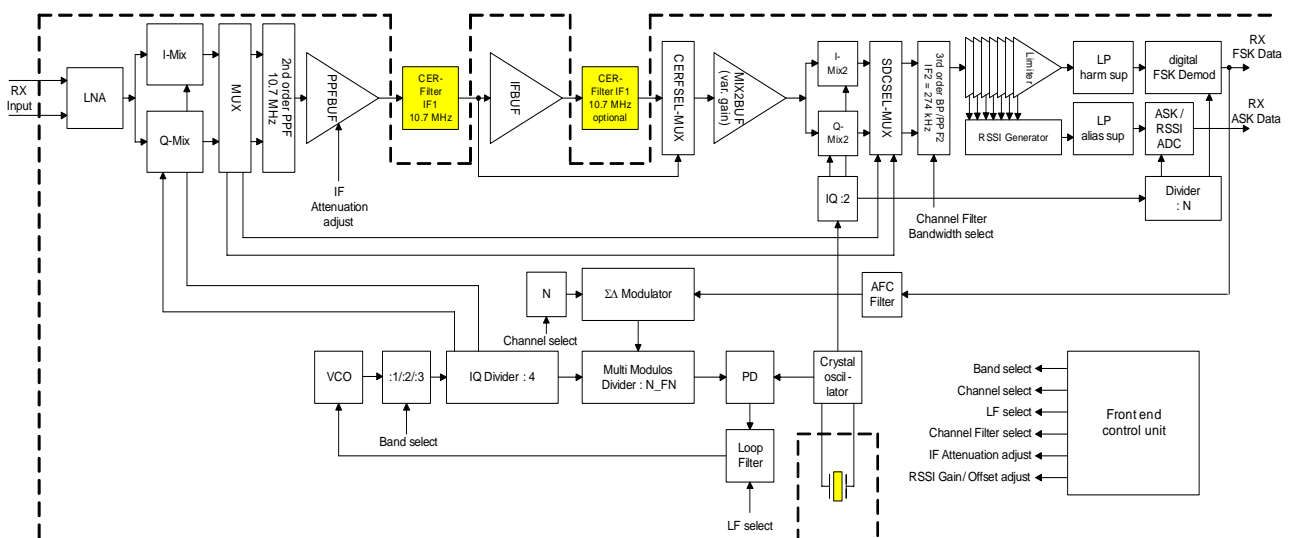 RX
Input
LNA
I-Mix
Q-Mix
MUX
2nd order PPF
10.7 MHz
PPFBUF
IF
Attenuation
adjust
CER-
Filter
IF1
10.7 MHz
IFBUF
CER-
Filter IF1
10.7 MHz
optional
CERFSEL-MUX
MIX2BUF
(var. gain)
I-
Mix2
Q-
Mix2
SDCSEL-MUX
3rd order BP/PPF2
IF2 = 274 kHz
Limiter
RSSI Generator
LP
harm sup
LP
alias sup
digital
FSK Demod
ASK /
RSSI
ADC
RX
FSK Data
RX
ASK Data
IQ :2
Channel Filter
Bandwidth select
Divider
: N
N
Channel select
ΣΔ Modulator
AFC
Filter
VCO
:1/:2/:3
Band select
IQ Divider : 4
Multi Modulos
Divider : N_FN
PD
Crystal
oscil-
lator
Loop
Filter
LF select
Band select
Channel select
LF select
Channel Filter select
IF Attenuation adjust
RSSI Gain/Offset adjust
Front end
control unit